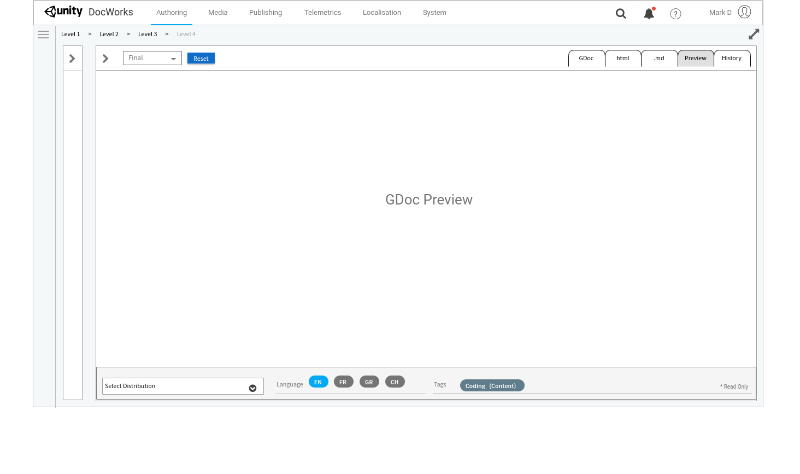 unity DocWorks Authoring Media Publishing Telemetrics Localisation System ? Mark D
Level 1 > Level 2 > Level 3 > Level 4
Final Reset GDoc html .md Preview History
GDoc Preview
Select Distribution Language EN FR GR CH Tags Coding (Content) * Read Only